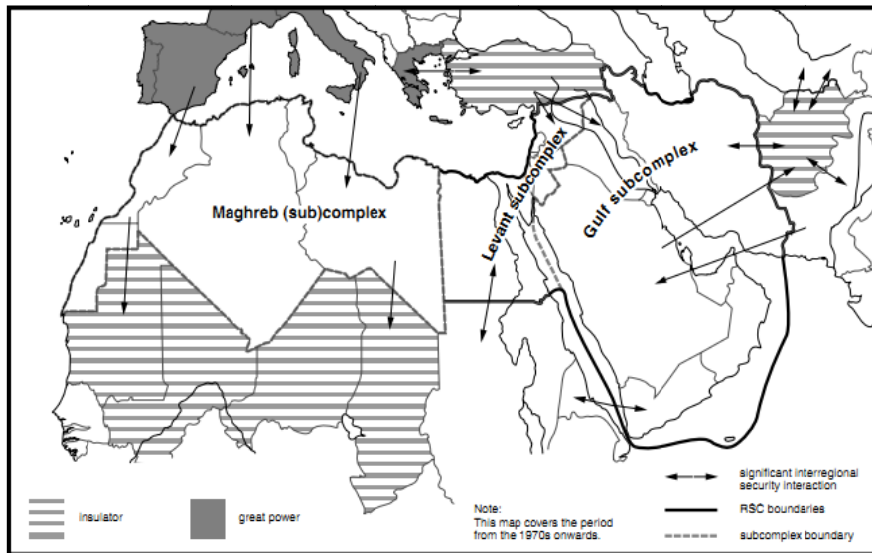 Maghreb (sub)complex
Levant subcomplex
Gulf subcomplex
insulator
great power
Note:
This map covers the period
from the 1970s onwards.
significant interregional
security interaction
RSC boundaries
subcomplex boundary